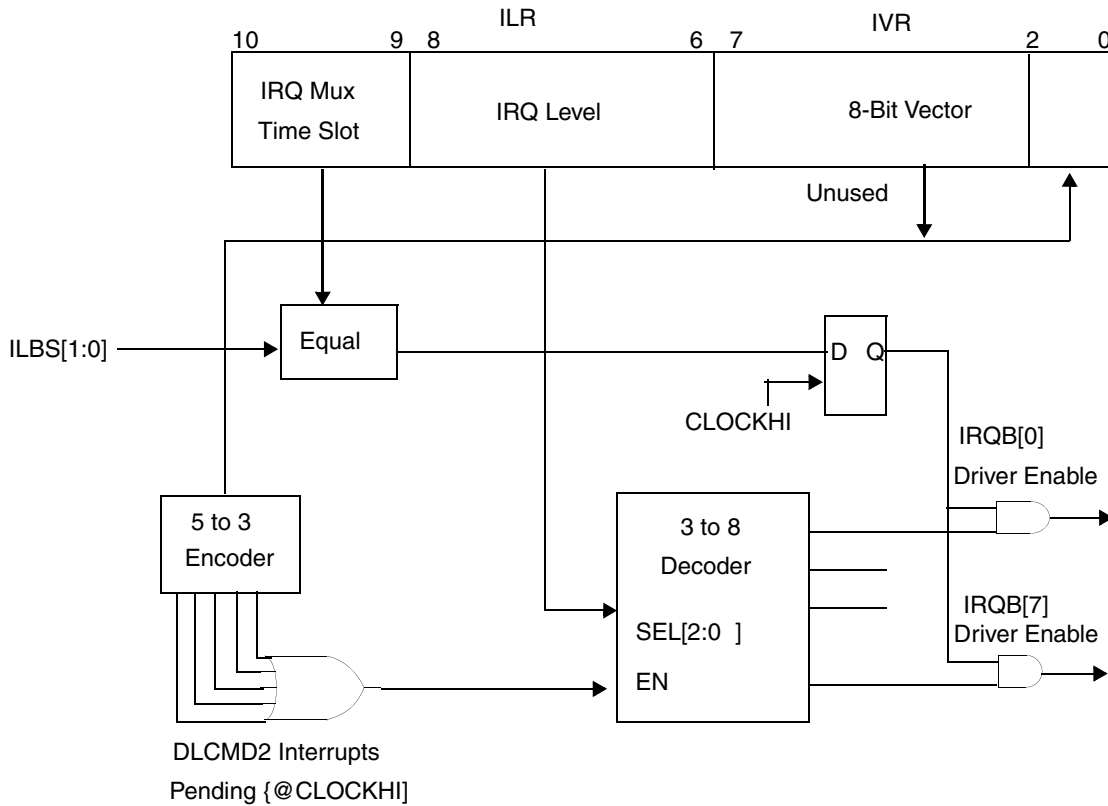 ILR
IVR
10 9 8 6 7 2 0
IRQ Mux
Time Slot
IRQ Level
8-Bit Vector
Unused
ILBS[1:0]
Equal
D Q
CLOCKHI
IRQB[0]
Driver Enable
5 to 3
Encoder
3 to 8
Decoder
SEL[2:0 ]
EN
IRQB[7]
Driver Enable
DLCMD2 Interrupts
Pending {@CLOCKHI]